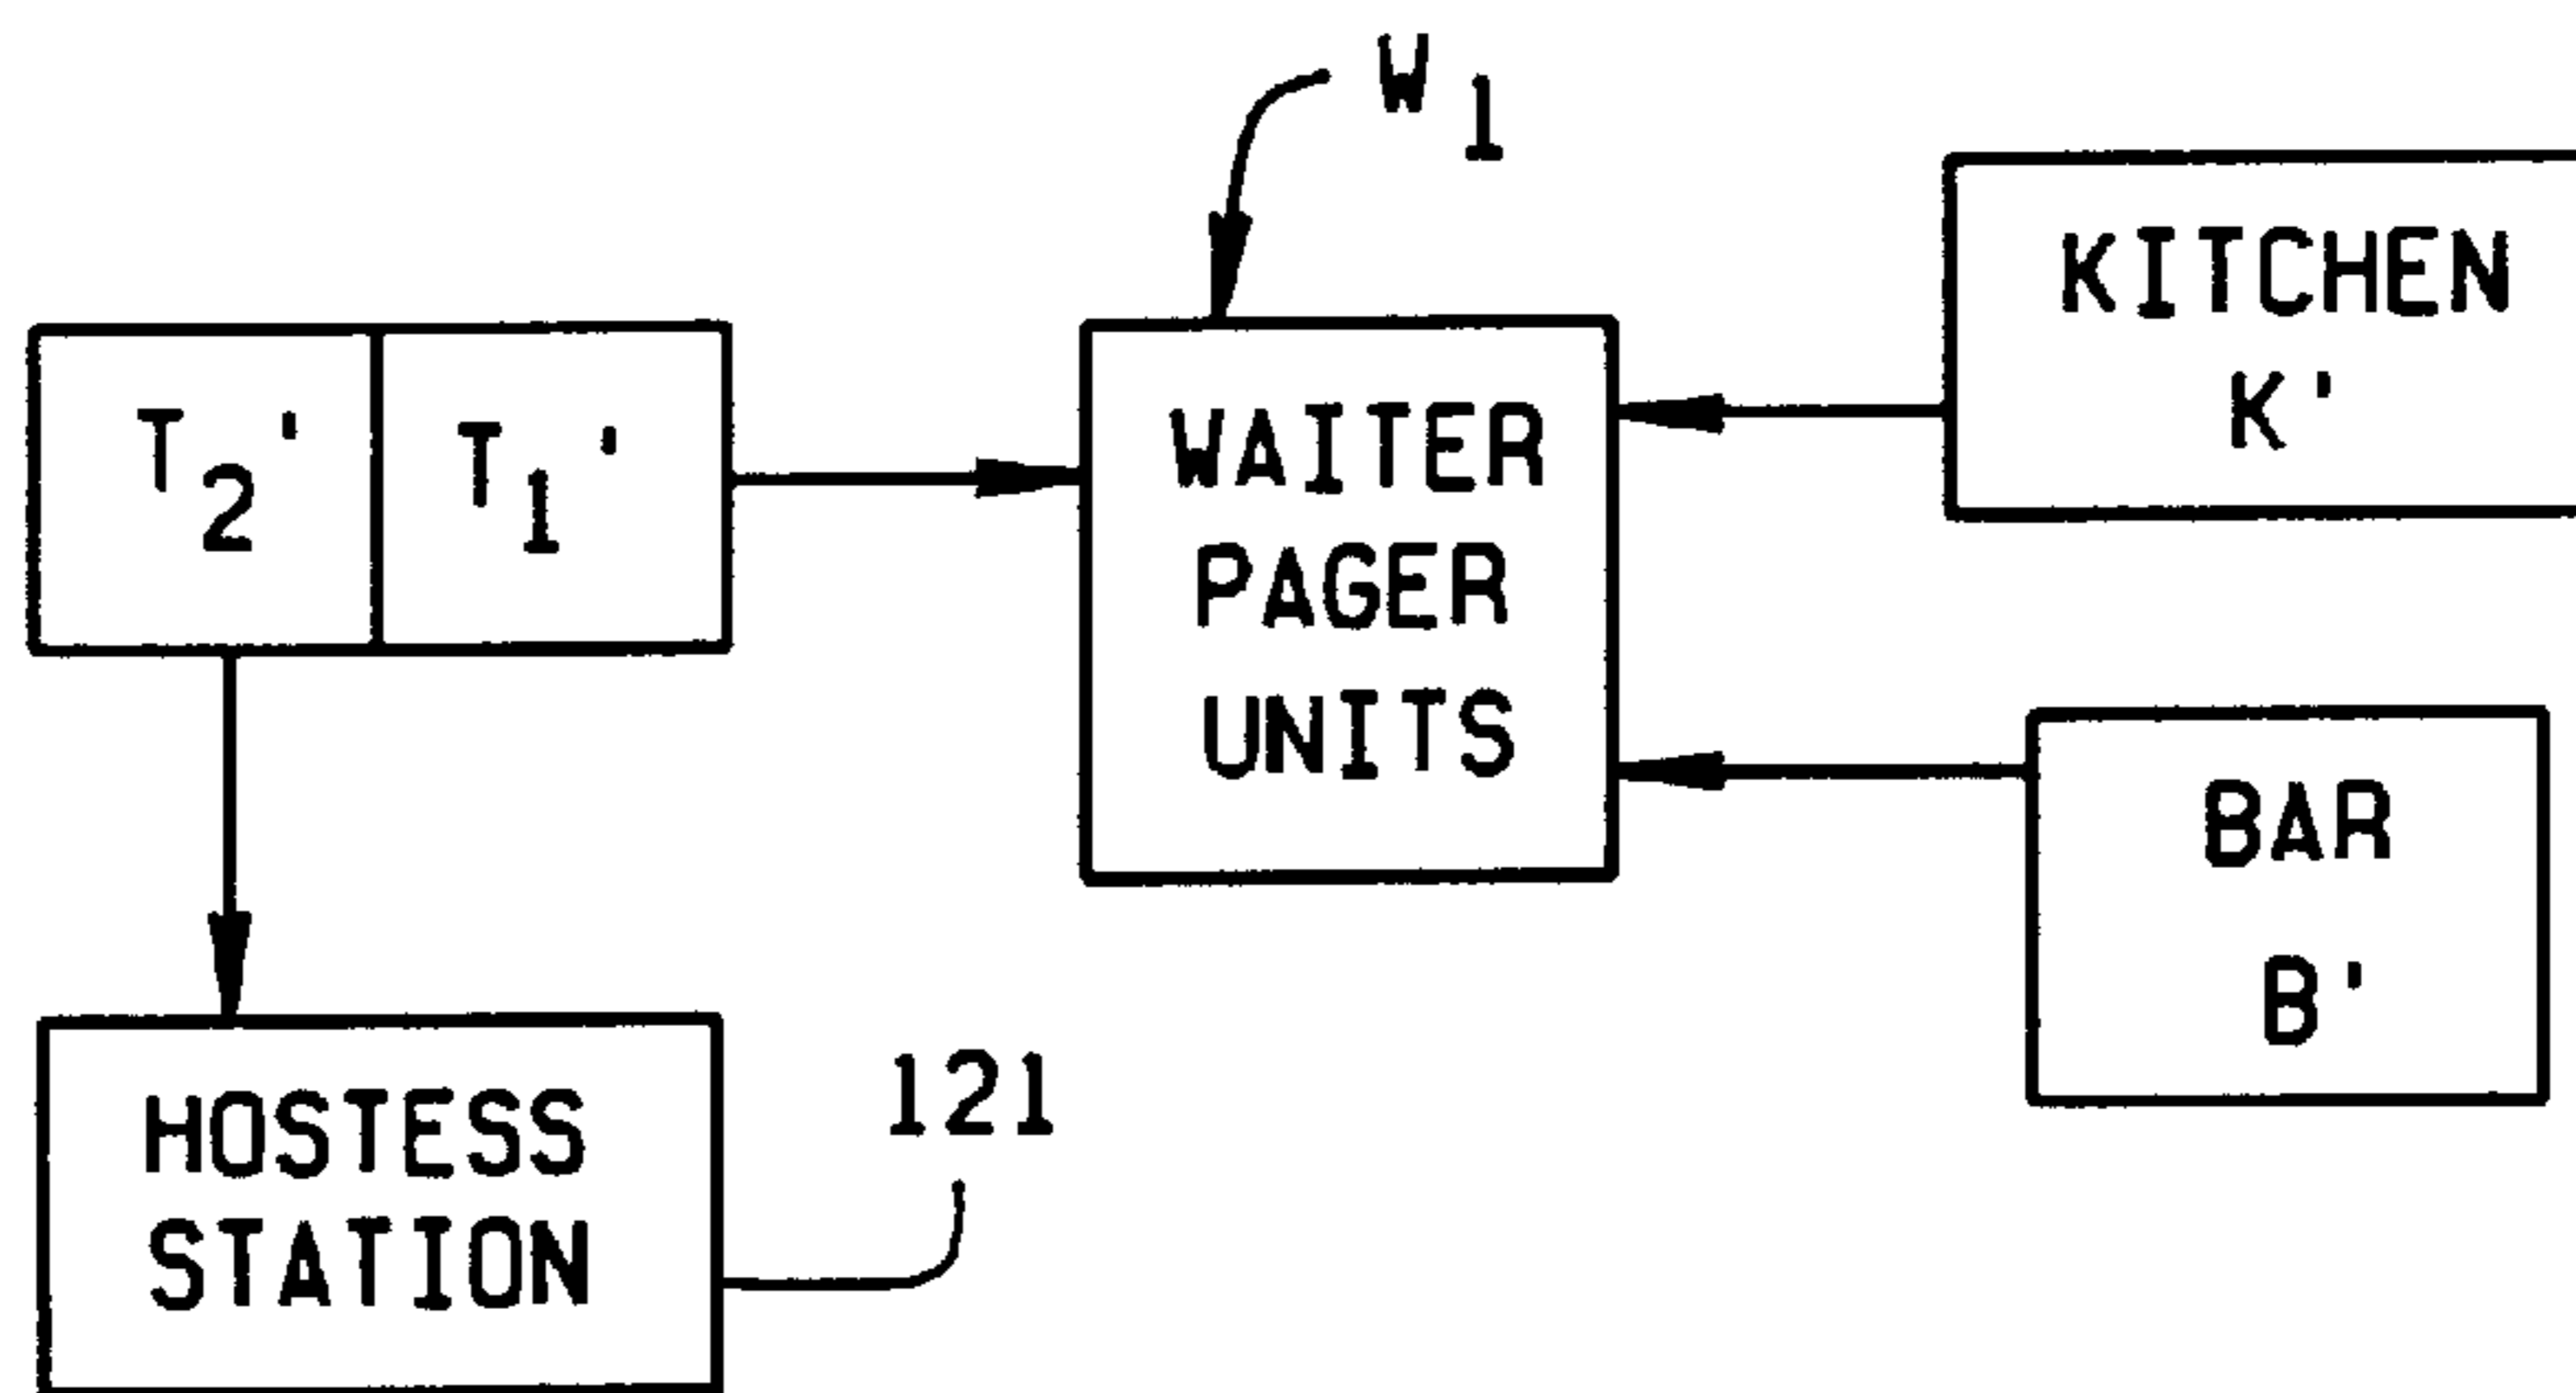 W1
KITCHEN
K'
T2' T1'
WAITER
PAGER
UNITS
BAR
B'
HOSTESS
STATION
121